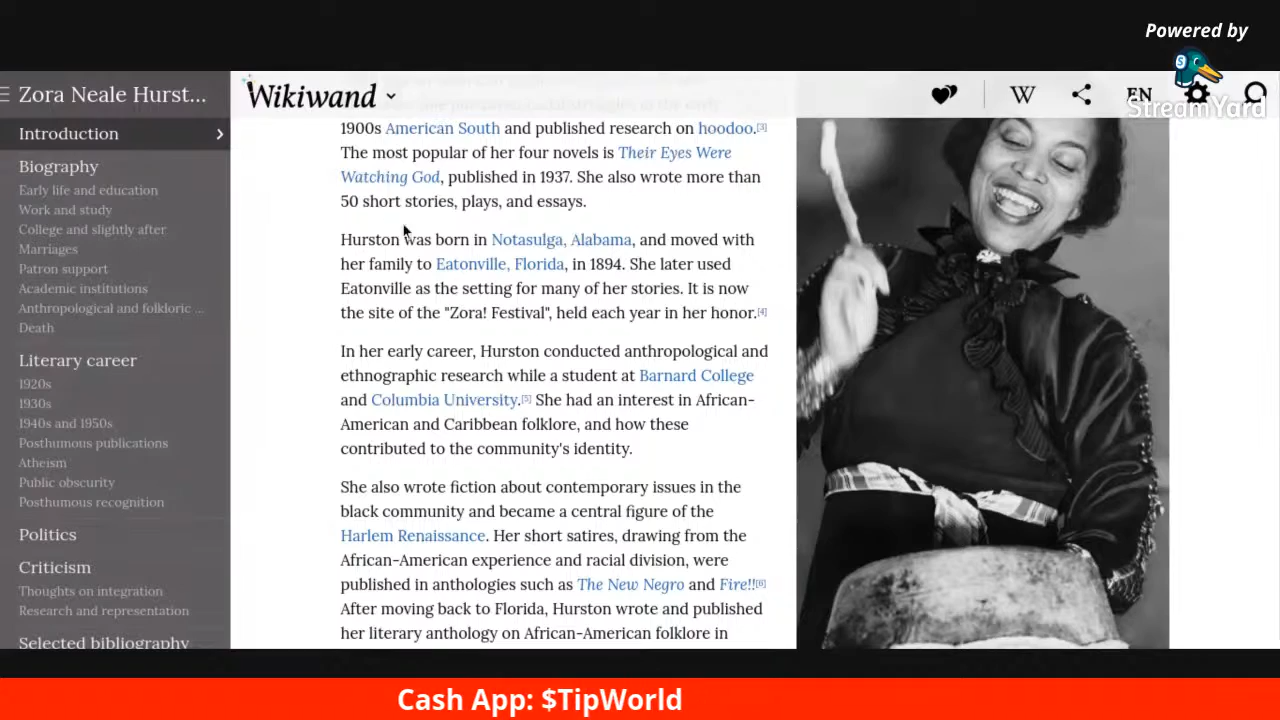 Powered by
StreamYard
Zora Neale Hurst...
Wikiwand
W
EN
Introduction
Biography
Early life and education
Work and study
College and slightly after
Marriages
Patron support
Academic institutions
Anthropological and folkloric ...
Death
Literary career
1920s
1930s
1940s and 1950s
Posthumous publications
Atheism
Public obscurity
Posthumous recognition
Politics
Criticism
Thoughts on integration
Research and representation
Selected bibliography
1900s American South and published research on hoodoo.[3]
The most popular of her four novels is Their Eyes Were
Watching God, published in 1937. She also wrote more than
50 short stories, plays, and essays.
Hurston was born in Notasulga, Alabama, and moved with
her family to Eatonville, Florida, in 1894. She later used
Eatonville as the setting for many of her stories. It is now
the site of the "Zora! Festival", held each year in her honor.[4]
In her early career, Hurston conducted anthropological and
ethnographic research while a student at Barnard College
and Columbia University.[5] She had an interest in African-
American and Caribbean folklore, and how these
contributed to the community's identity.
She also wrote fiction about contemporary issues in the
black community and became a central figure of the
Harlem Renaissance. Her short satires, drawing from the
African-American experience and racial division, were
published in anthologies such as The New Negro and Fire!![6]
After moving back to Florida, Hurston wrote and published
her literary anthology on African-American folklore in
Cash App: $TipWorld